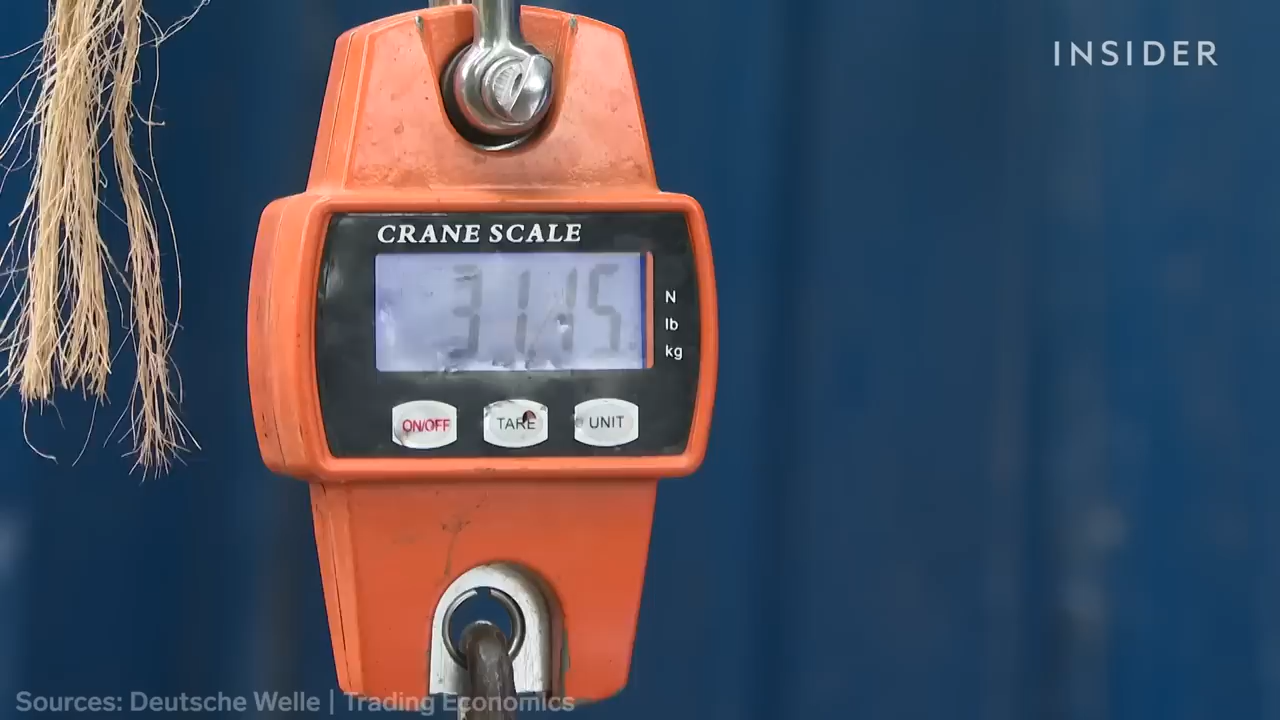 INSIDER
CRANE SCALE
31.15
N
lb
kg
ON/OFF
TARE
UNIT
Sources: Deutsche Welle | Trading Economics